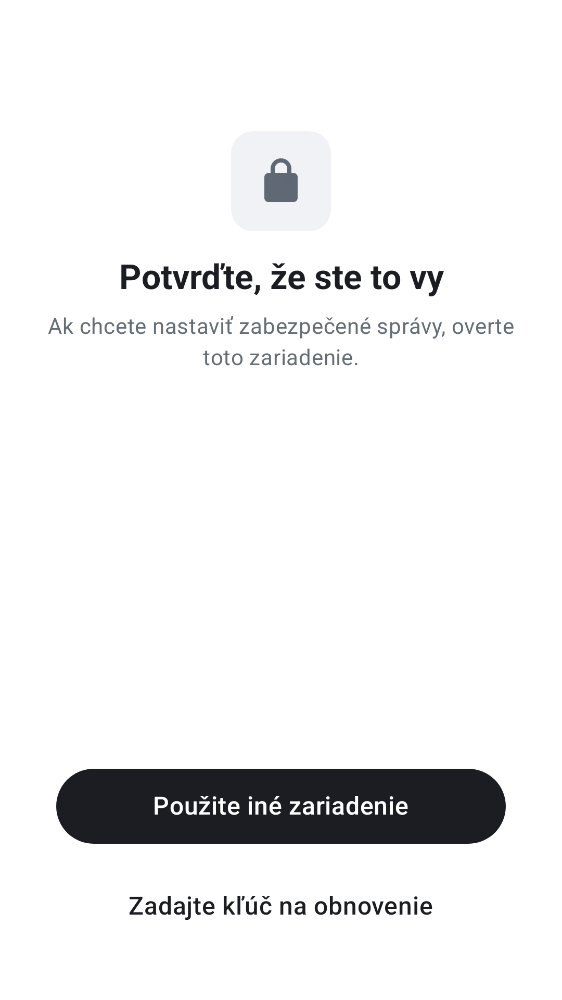 Potvrďte, že ste to vy
Ak chcete nastaviť zabezpečené správy, overte
toto zariadenie.
Použite iné zariadenie
Zadajte kľúč na obnovenie